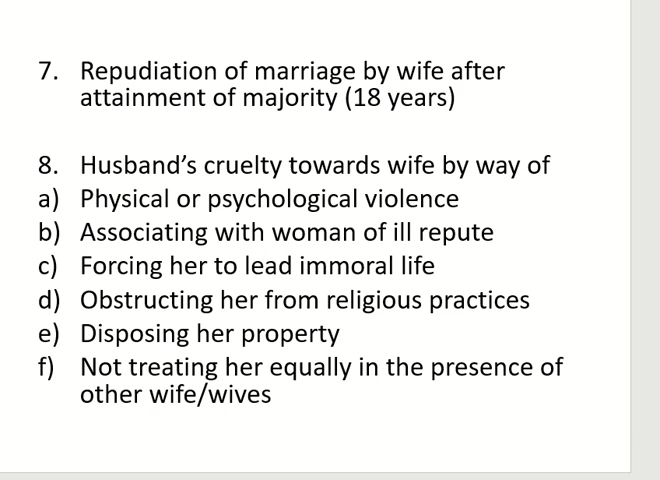 7. Repudiation of marriage by wife after
attainment of majority (18 years)
8. Husband’s cruelty towards wife by way of
a) Physical or psychological violence
b) Associating with woman of ill repute
c) Forcing her to lead immoral life
d) Obstructing her from religious practices
e) Disposing her property
f) Not treating her equally in the presence of
other wife/wives